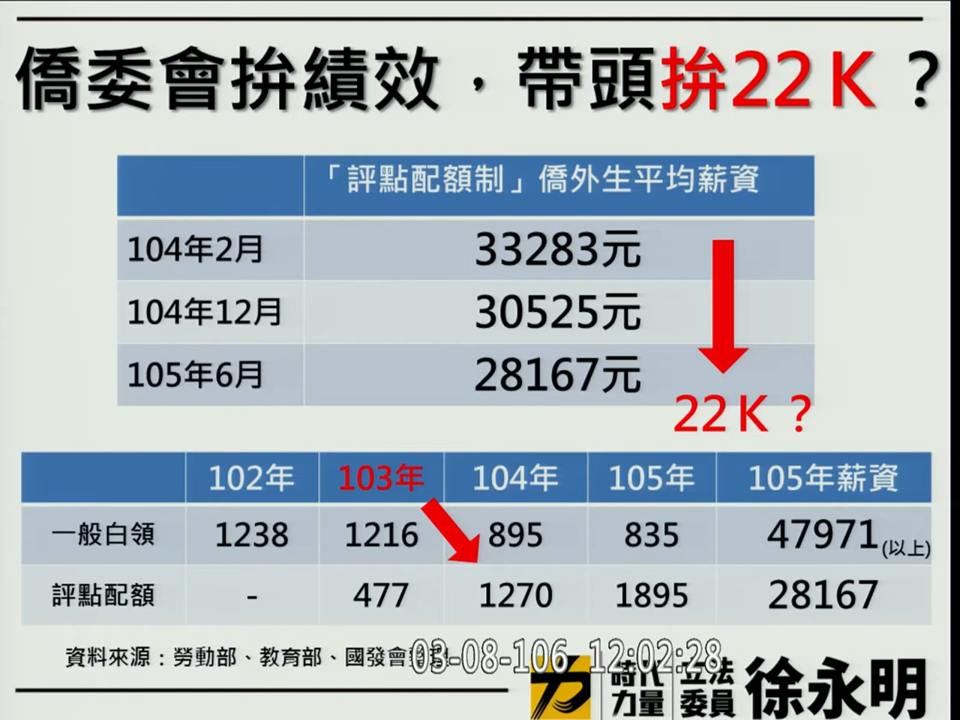 僑委會拚績效，帶頭拚22K？
「評點配額制」僑外生平均薪資
104年2月 33283元
104年12月 30525元
105年6月 28167元
22K？
102年 103年 104年 105年 105年薪資
一般白領 1238 1216 895 835 47971(以上)
評點配額 - 477 1270 1895 28167
資料來源：勞動部、教育部、國發會
03-08-106 12:02:28
時代力量 立法委員 徐永明